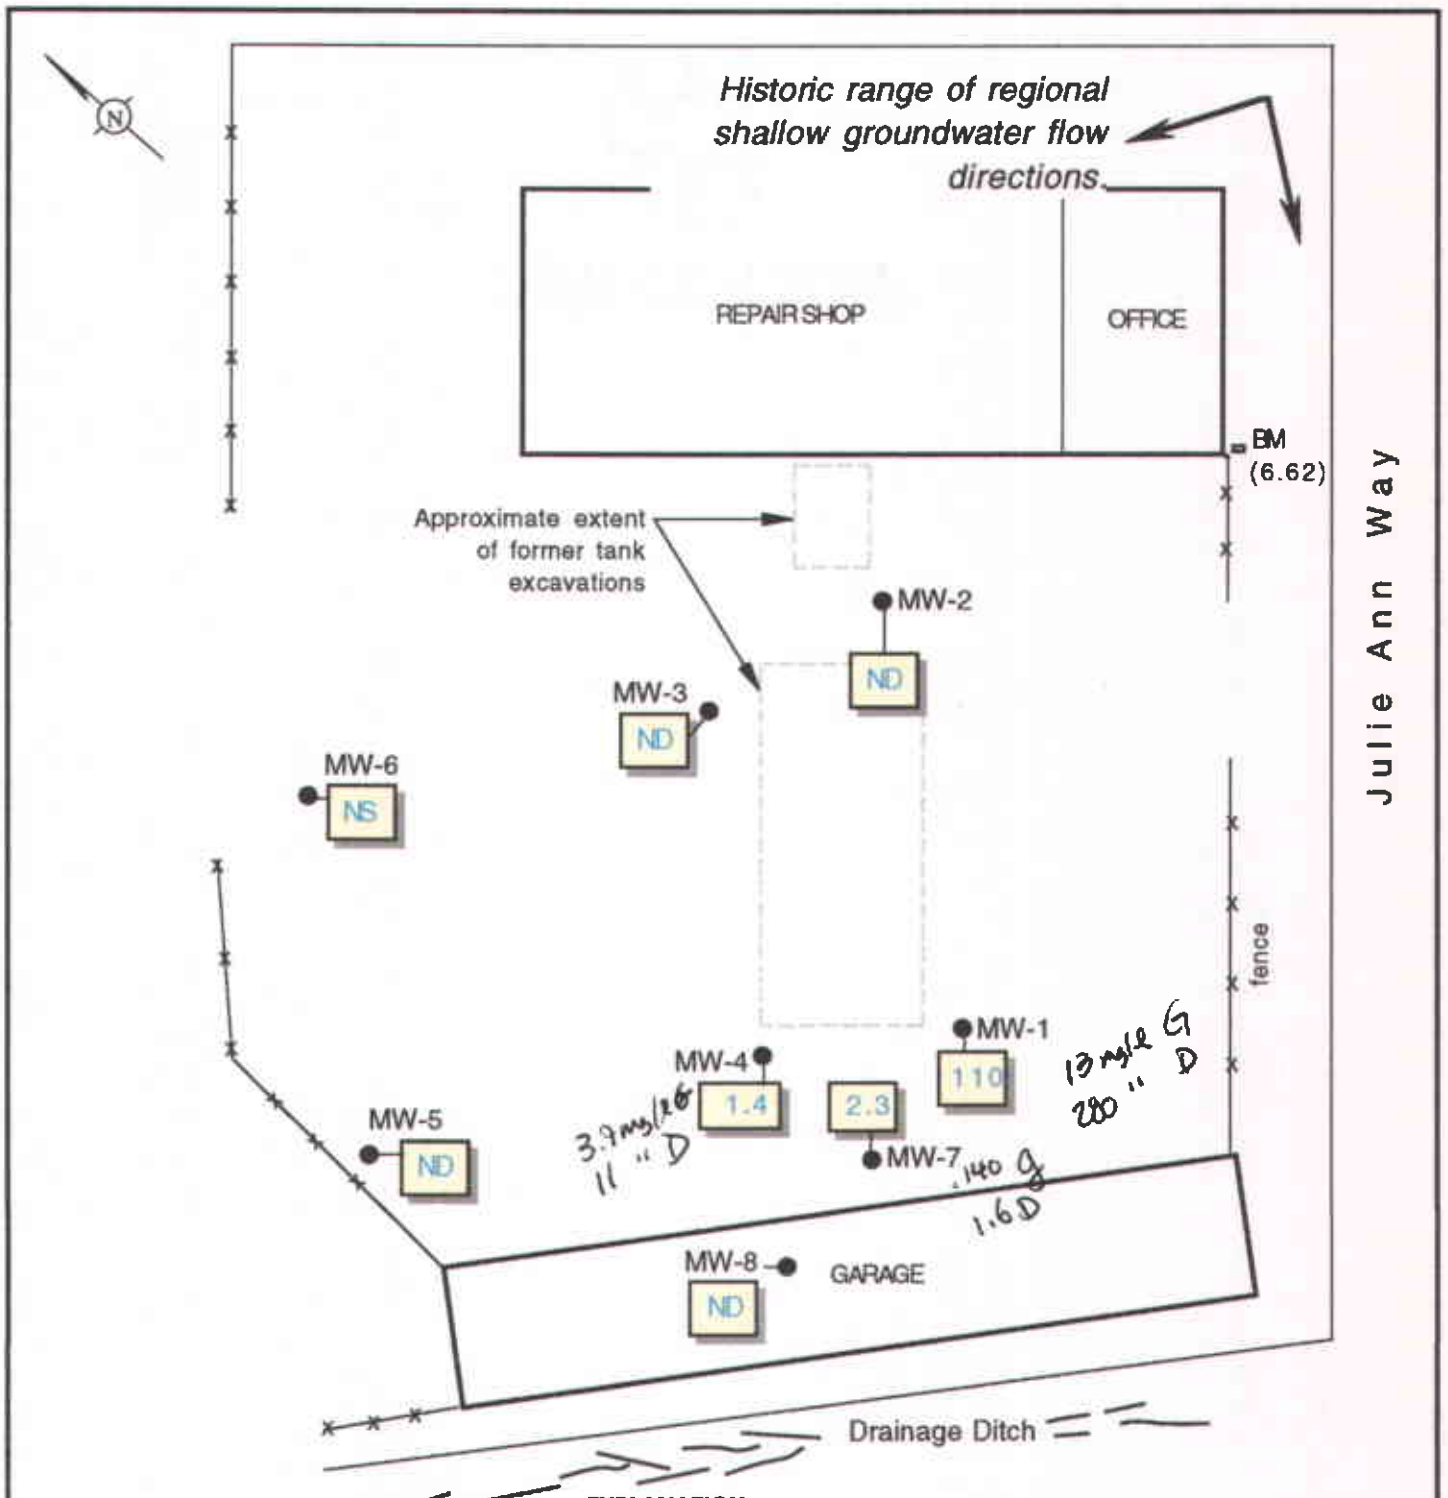 N
Historic range of regional
shallow groundwater flow
directions.
REPAIR SHOP
OFFICE
BM
(6.62)
Julie Ann Way
Approximate extent
of former tank
excavations
MW-2
ND
MW-3
ND
MW-6
NS
fence
MW-1
110
13 mg/l G
280 " D
MW-4
1.4
3.9 mg/l G
11 " D
2.3
MW-7
.140 g
1.6 D
MW-5
ND
MW-8
ND
GARAGE
Drainage Ditch